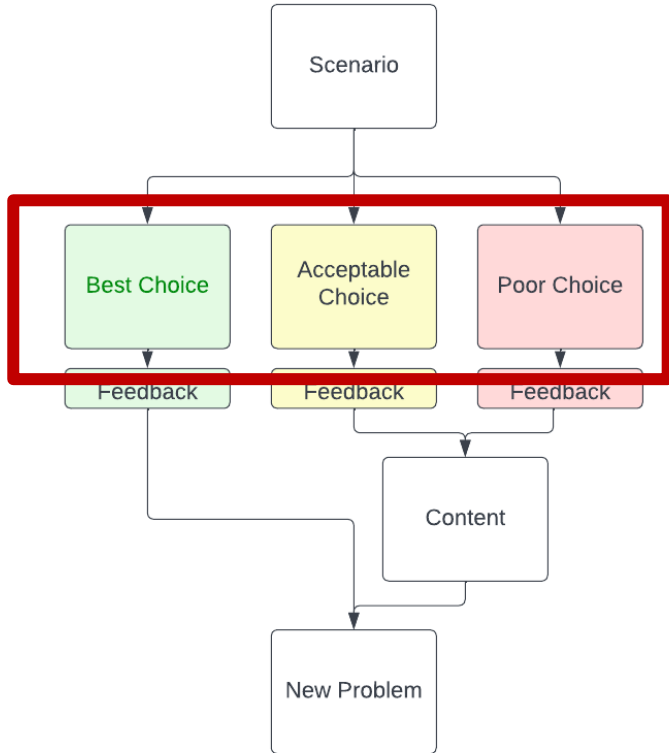 Scenario
Best Choice
Acceptable
Choice
Poor Choice
Feedback
Feedback
Feedback
Content
New Problem